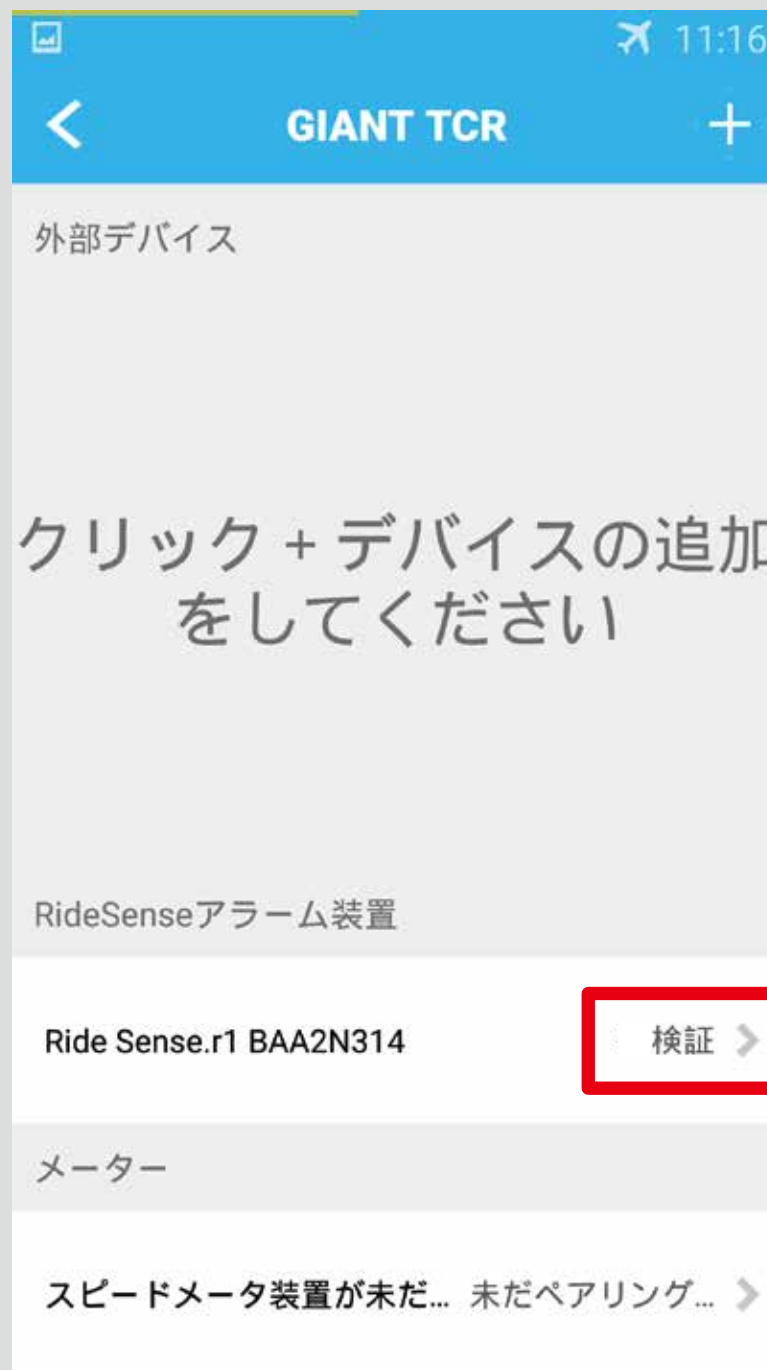 11:16
GIANT TCR
外部デバイス
クリック + デバイスの追加
をしてください
RideSenseアラーム装置
Ride Sense.r1 BAA2N314 検証
メーター
スピードメータ装置が未だ... 未だペアリング...